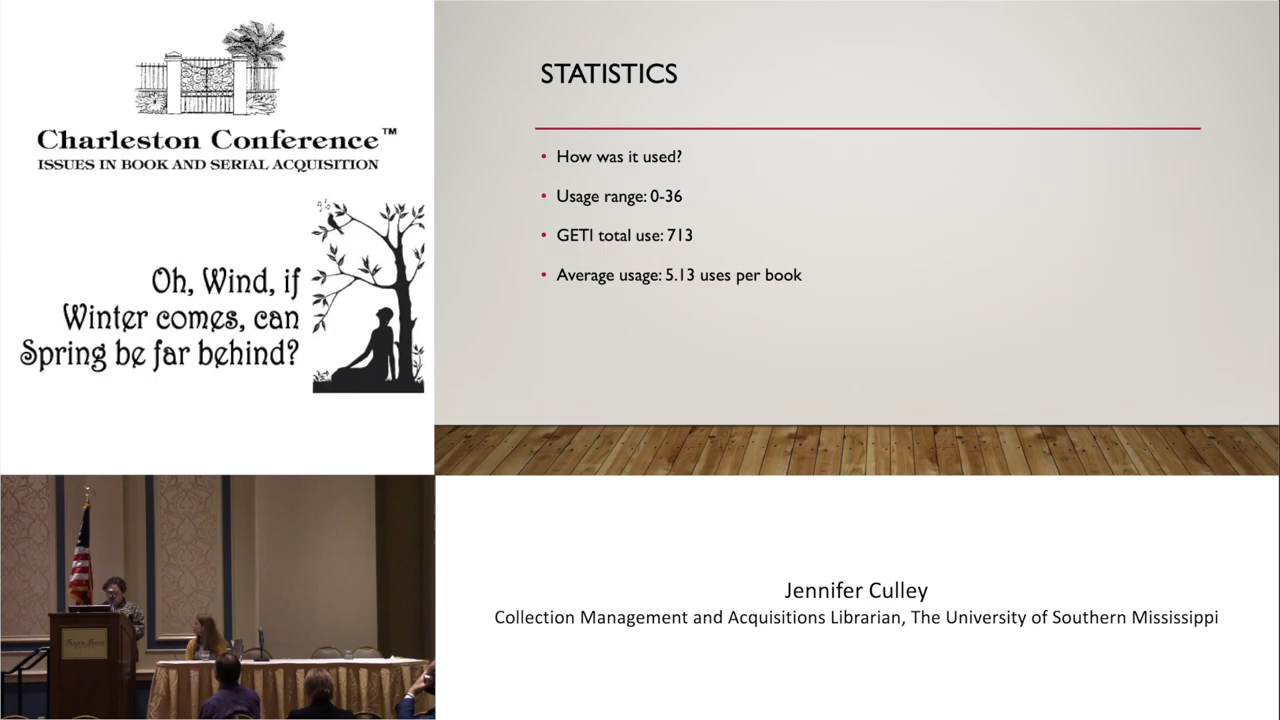 Charleston Conference™
ISSUES IN BOOK AND SERIAL ACQUISITION
Oh, Wind, if
Winter comes, can
Spring be far behind?
STATISTICS
• How was it used?
• Usage range: 0-36
• GETI total use: 713
• Average usage: 5.13 uses per book
Jennifer Culley
Collection Management and Acquisitions Librarian, The University of Southern Mississippi